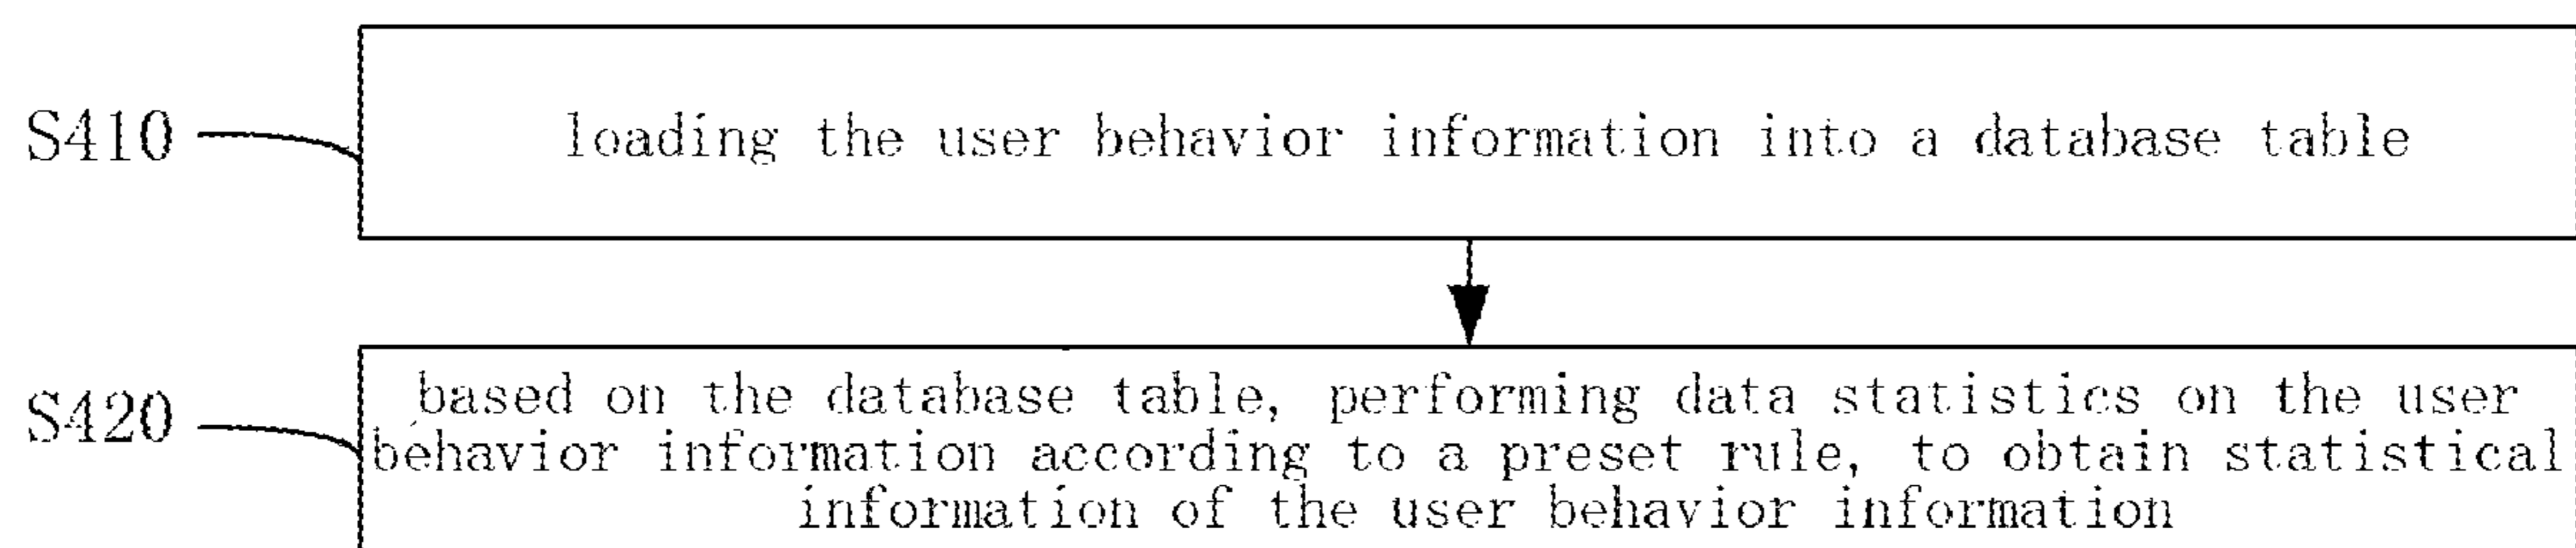 S410
loading the user behavior information into a database table
S420
based on the database table, performing data statistics on the user
behavior information according to a preset rule, to obtain statistical
information of the user behavior information